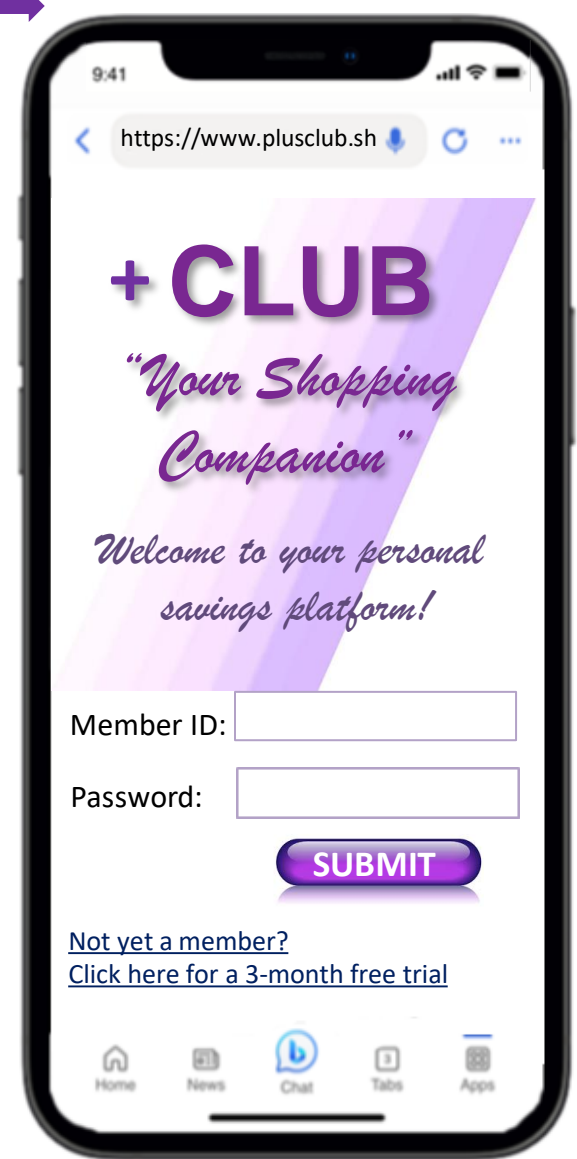 9:41
https://www.plusclub.sh
+ CLUB
“Your Shopping
Companion”
Welcome to your personal
savings platform!
Member ID:
Password:
SUBMIT
Not yet a member?
Click here for a 3-month free trial
Home News Chat 3 Tabs Apps